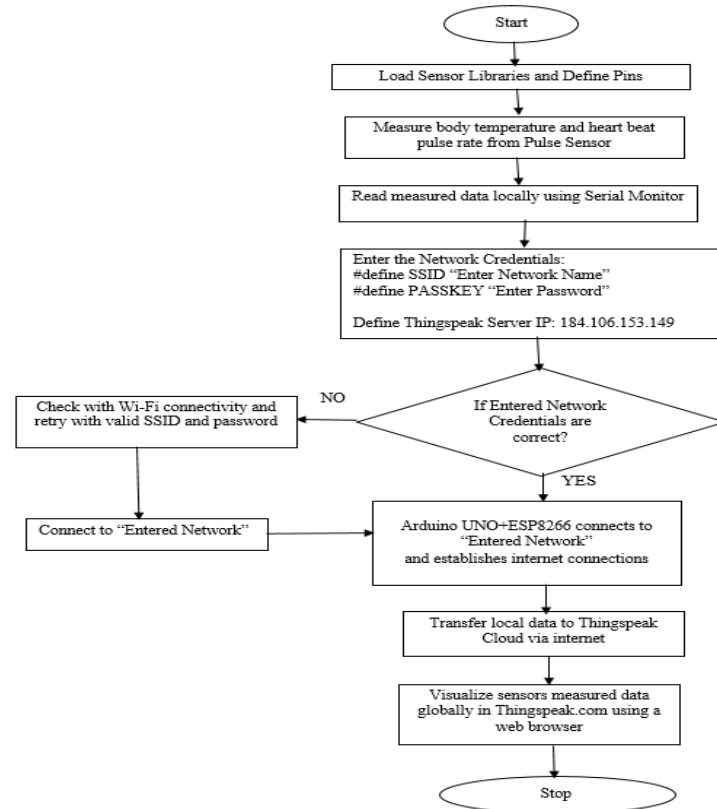 Start
Load Sensor Libraries and Define Pins
Measure body temperature and heart beat
pulse rate from Pulse Sensor
Read measured data locally using Serial Monitor
Enter the Network Credentials:
#define SSID “Enter Network Name”
#define PASSKEY “Enter Password”
Define Thingspeak Server IP: 184.106.153.149
If Entered Network
Credentials are
correct?
NO
Check with Wi-Fi connectivity and
retry with valid SSID and password
Connect to “Entered Network”
YES
Arduino UNO+ESP8266 connects to
“Entered Network”
and establishes internet connections
Transfer local data to Thingspeak
Cloud via internet
Visualize sensors measured data
globally in Thingspeak.com using a
web browser
Stop